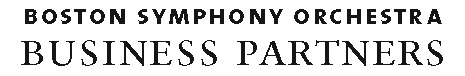 BOSTON SYMPHONY ORCHESTRA
BUSINESS PARTNERS